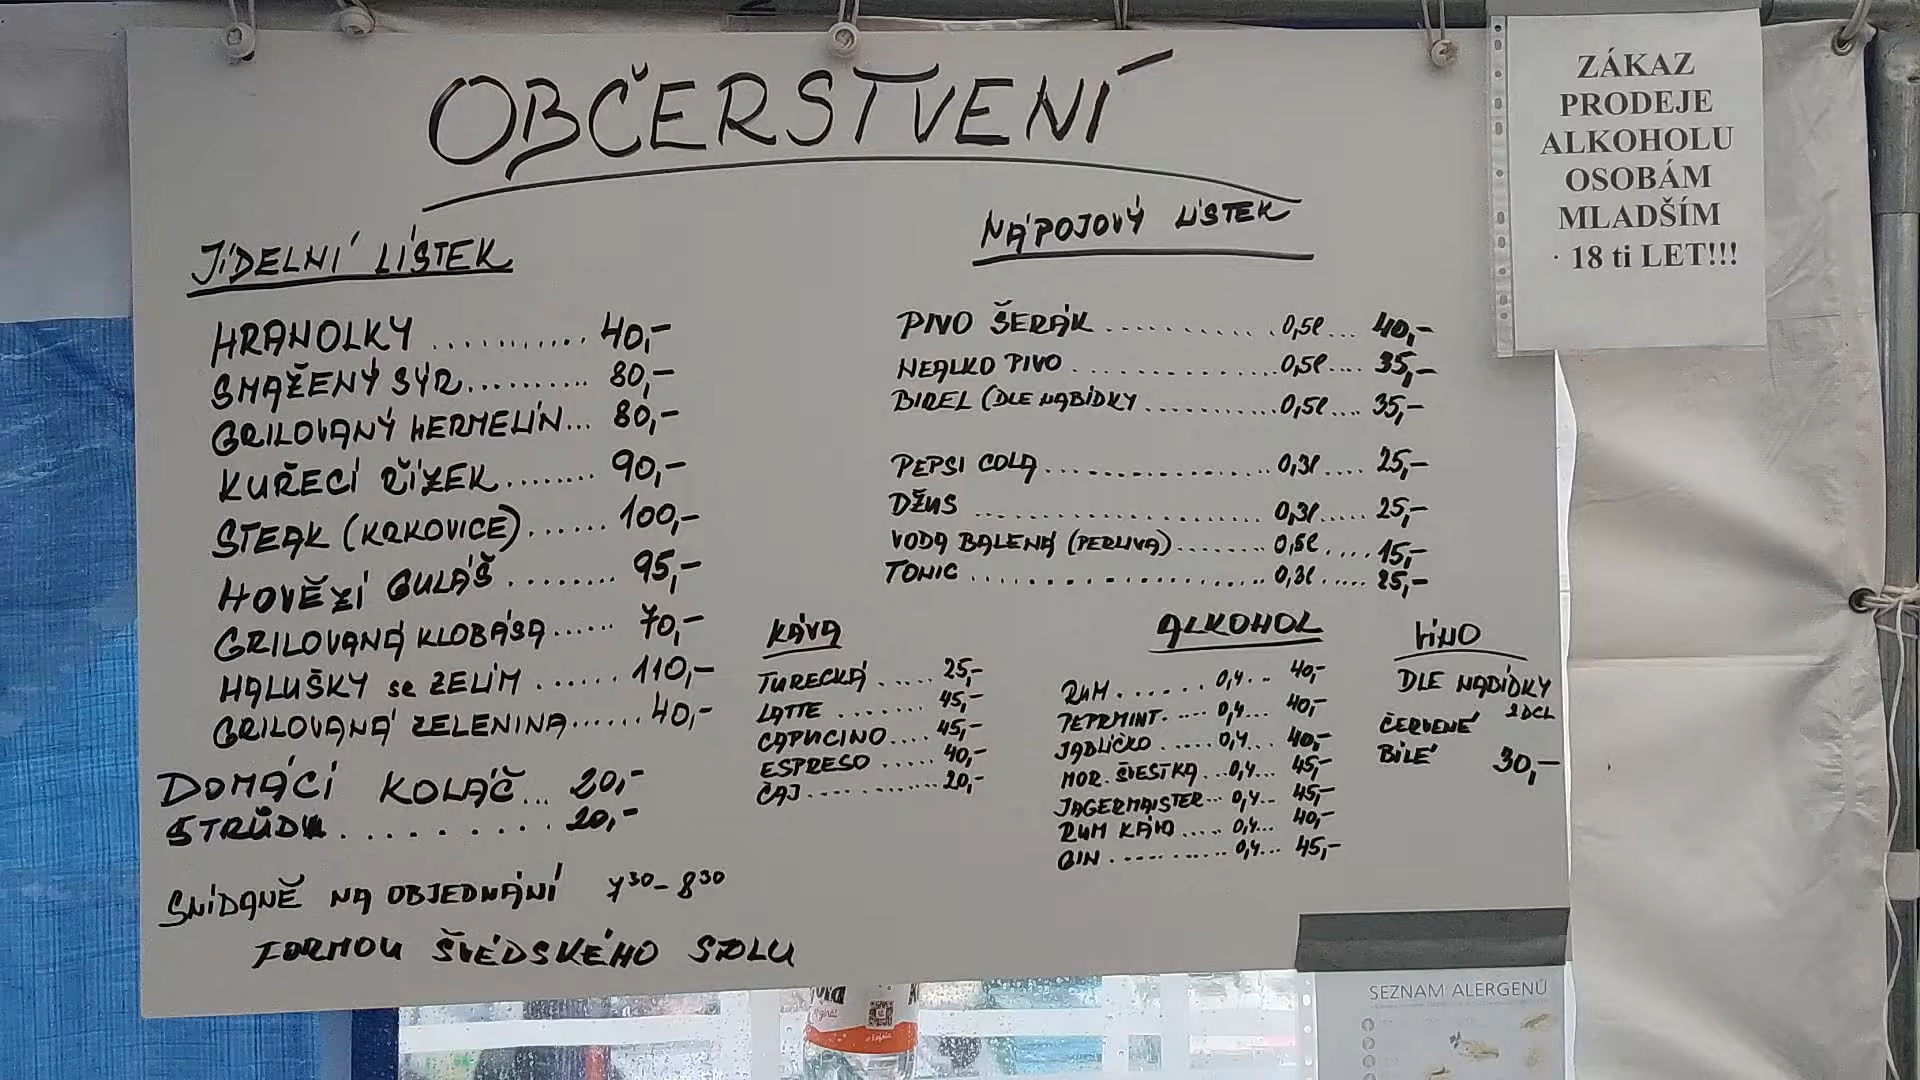 OBČERSTVENÍ
JÍDELNÍ LÍSTEK
HRANOLKY ........... 40,-
SMAŽENÝ SÝR.......... 80,-
GRILOVANÝ HERMELÍN... 80,-
KUŘECÍ ŘÍZEK........ 90,-
STEAK (KRKOVICE)...... 100,-
HOVĚZÍ GULÁŠ........ 95,-
GRILOVANÁ KLOBÁSA...... 70,-
HALUŠKY se ZELÍM ...... 110,-
GRILOVANÁ ZELENINA...... 40,-
DOMÁCÍ KOLÁČ... 20,-
STRŮDL.......... 20,-
SNÍDANĚ NA OBJEDNÁNÍ 7³⁰-8³⁰
FORMOU ŠVÉDSKÉHO STOLU
NÁPOJOVÝ LÍSTEK
PIVO ŠERÁK ............. 0,5l... 40,-
NEALKO PIVO ............. 0,5l.... 35,-
BIREL (DLE NABÍDKY ............ 0,5l.... 35,-
PEPSI COLA................ 0,3l .... 25,-
DŽUS ...................... 0,3l..... 25,-
VODA BALENÁ (PERLIVÁ)........ 0,5l .... 15,-
TONIC ...................... 0,3l ..... 25,-
KÁVA
TURECKÁ ..... 25,-
LATTE ....... 45,-
CAPUCINO.... 45,-
ESPRESO ..... 40,-
ČAJ............ 20,-
ALKOHOL
RUM ...... 0,4... 40,-
PEPRMINT..... 0,4... 40,-
JABLÍČKO ..... 0,4... 40,-
MOR. ŠVESTKA ...0,4... 45,-
JAGERMAISTER... 0,4... 45,-
RUM KÁVO ..... 0,4... 40,-
GIN .......... 0,4... 45,-
VÍNO
DLE NABÍDKY
2DCL
ČERVENÉ
BÍLÉ 30,-
ZÁKAZ
PRODEJE
ALKOHOLU
OSOBÁM
MLADŠÍM
18 ti LET!!!
SEZNAM ALERGENŮ